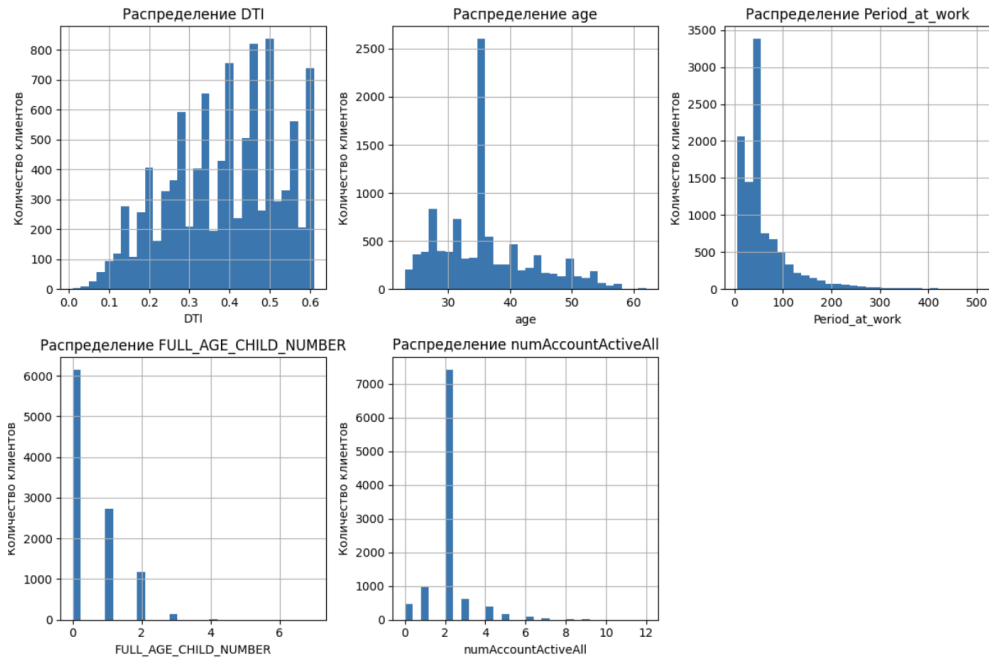 Распределение DTI
Количество клиентов
800
700
600
500
400
300
200
100
0
0.0 0.1 0.2 0.3 0.4 0.5 0.6
DTI
Распределение age
Количество клиентов
2500
2000
1500
1000
500
0
30 40 50 60
age
Распределение Period_at_work
Количество клиентов
3500
3000
2500
2000
1500
1000
500
0
0 100 200 300 400 500
Period_at_work
Распределение FULL_AGE_CHILD_NUMBER
Количество клиентов
6000
5000
4000
3000
2000
1000
0
0 2 4 6
FULL_AGE_CHILD_NUMBER
Распределение numAccountActiveAll
Количество клиентов
7000
6000
5000
4000
3000
2000
1000
0
0 2 4 6 8 10 12
numAccountActiveAll